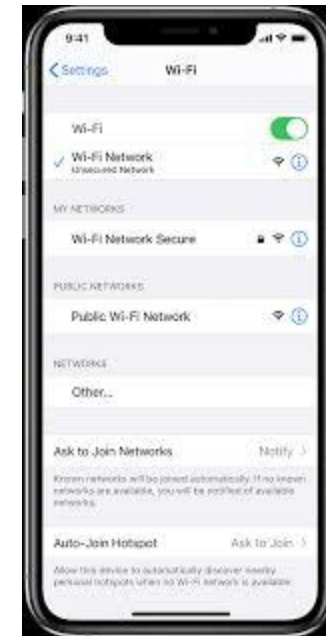 9:41
Settings
Wi-Fi
Wi-Fi
Wi-Fi Network
Unsecured Network
MY NETWORKS
Wi-Fi Network Secure
PUBLIC NETWORKS
Public Wi-Fi Network
NETWORKS
Other...
Ask to Join Networks Notify
Known networks will be joined automatically. If no known
networks are available, you will be notified of available
networks.
Auto-Join Hotspot Ask to Join
Allow this device to automatically discover nearby
personal hotspots when no Wi-Fi network is available.